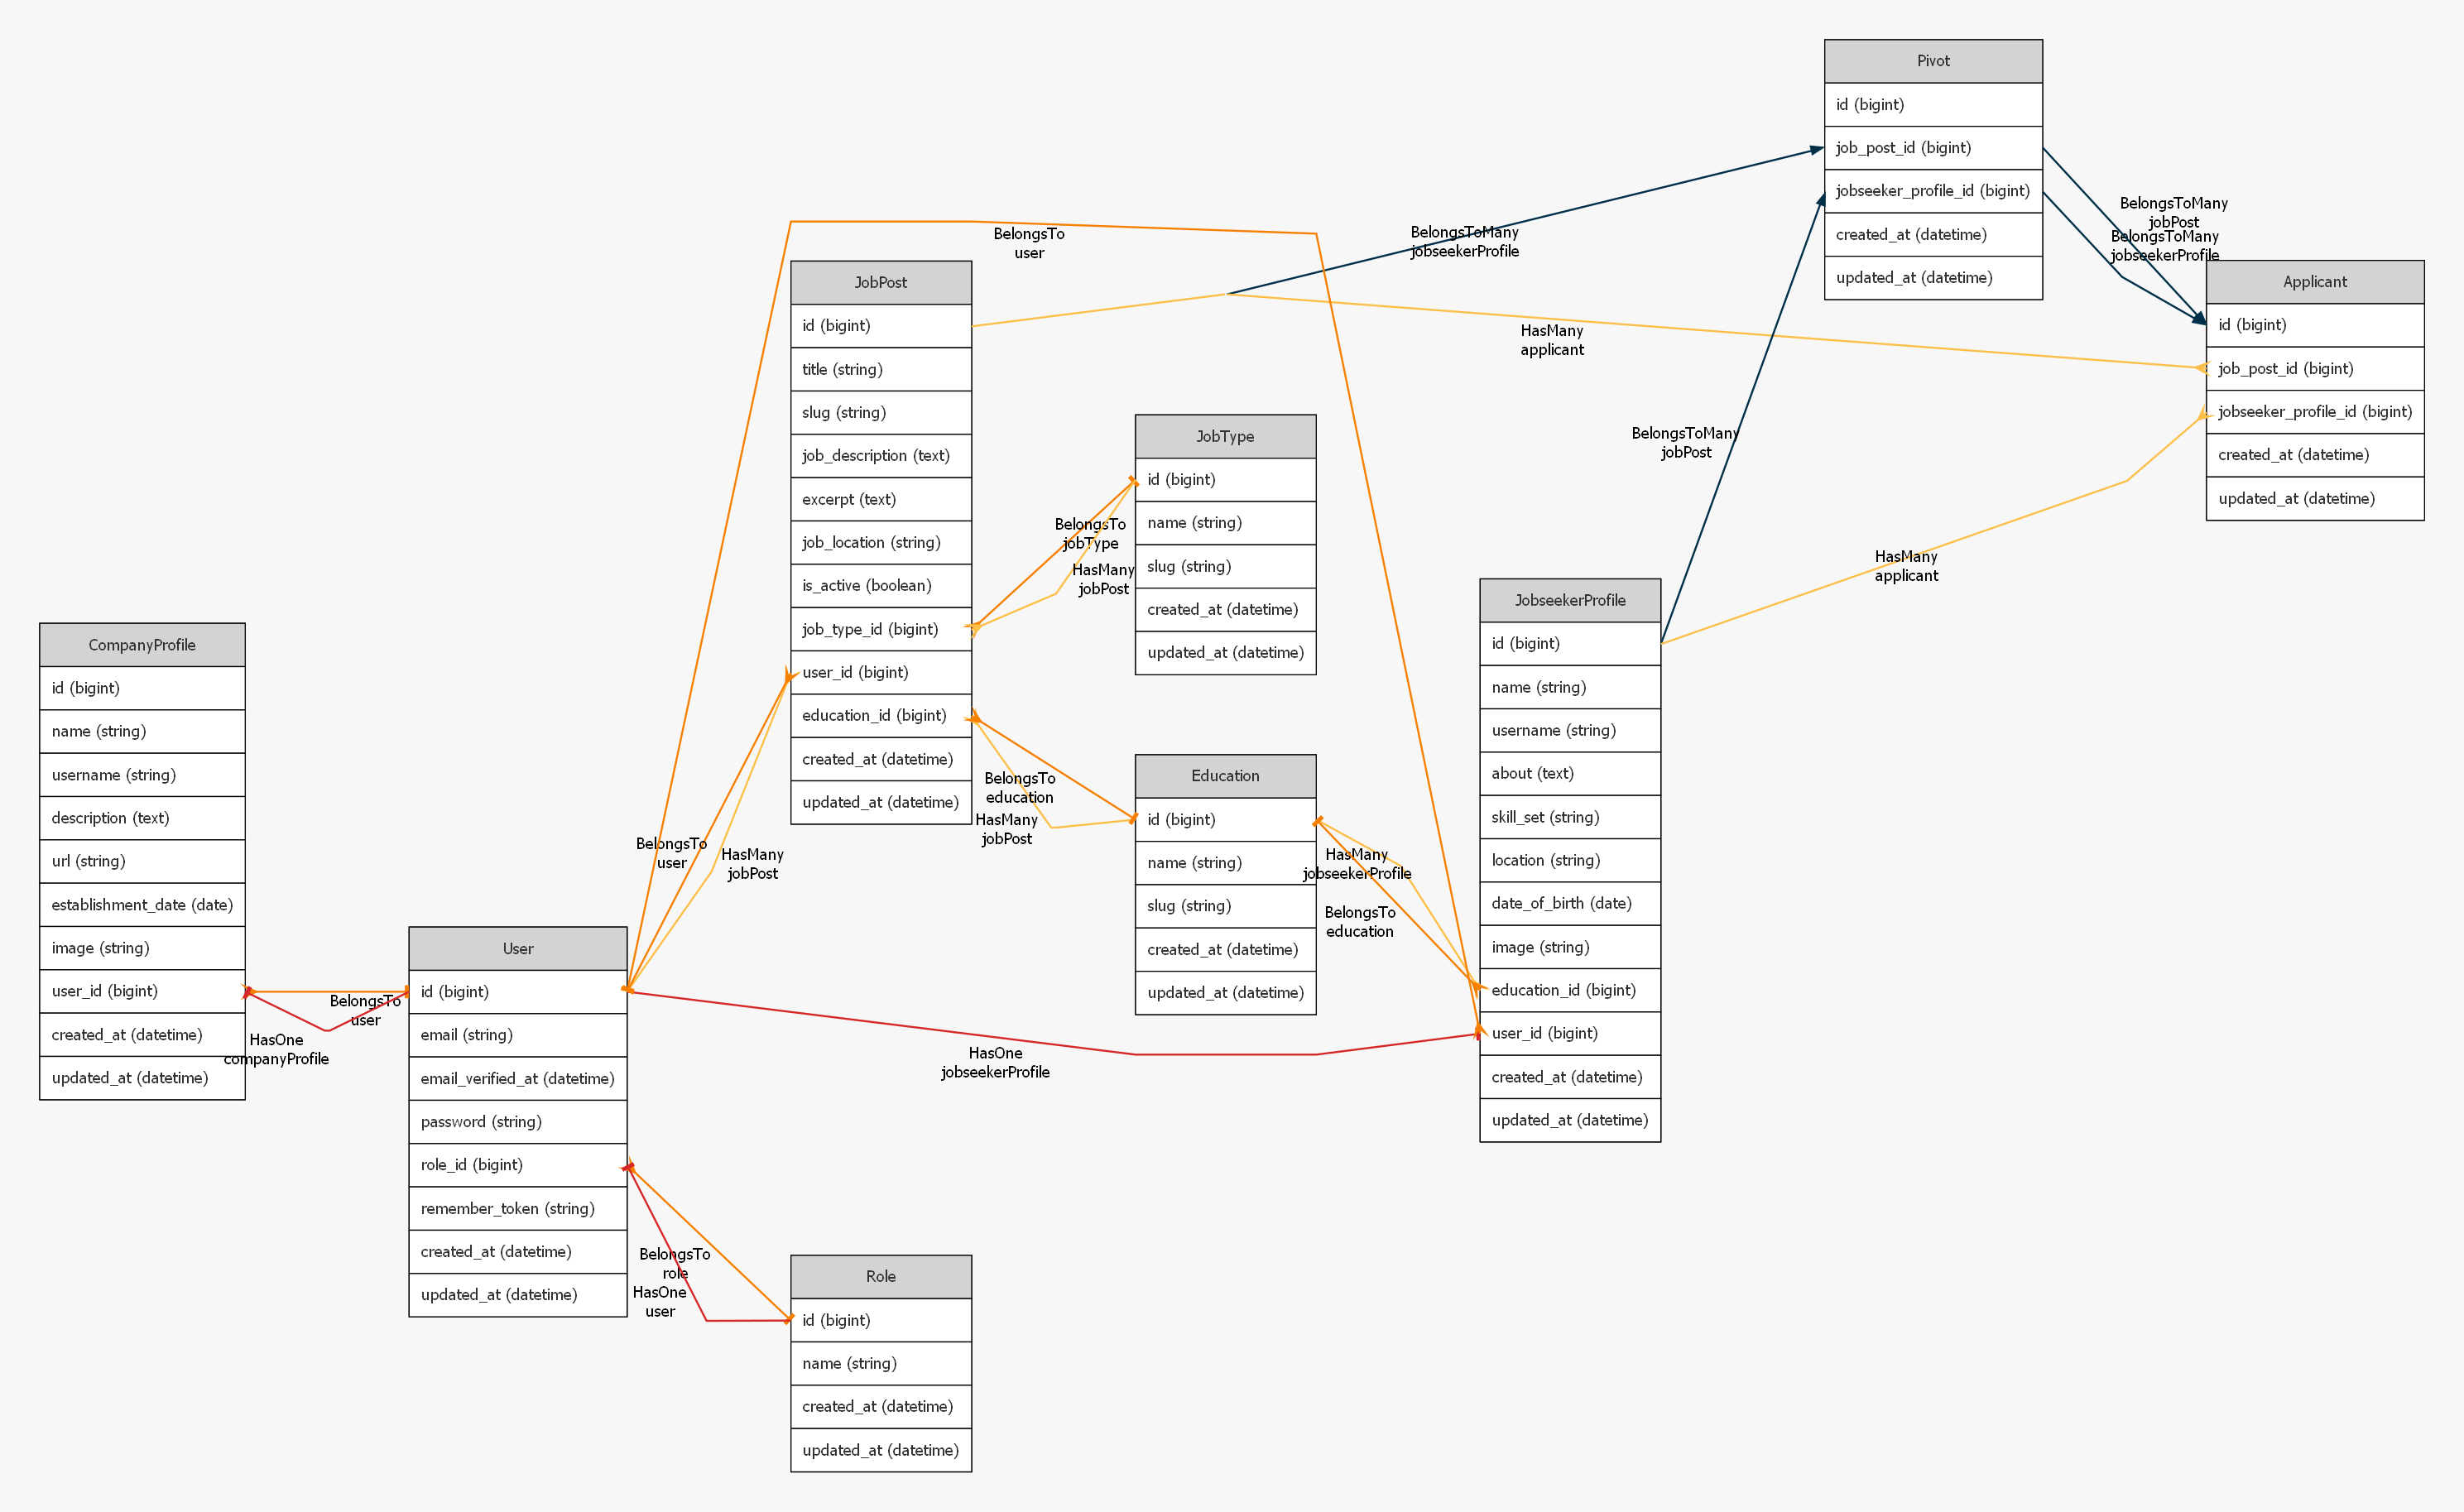 Pivot
id (bigint)
job_post_id (bigint)
jobseeker_profile_id (bigint)
created_at (datetime)
updated_at (datetime)
BelongsToMany
jobPost
BelongsToMany
jobseekerProfile
BelongsToMany
jobseekerProfile
BelongsTo
user
JobPost
id (bigint)
title (string)
slug (string)
job_description (text)
excerpt (text)
job_location (string)
is_active (boolean)
job_type_id (bigint)
user_id (bigint)
education_id (bigint)
created_at (datetime)
updated_at (datetime)
Applicant
id (bigint)
job_post_id (bigint)
jobseeker_profile_id (bigint)
created_at (datetime)
updated_at (datetime)
HasMany
applicant
JobType
id (bigint)
name (string)
slug (string)
created_at (datetime)
updated_at (datetime)
BelongsToMany
jobPost
BelongsTo
jobType
HasMany
jobPost
HasMany
applicant
JobseekerProfile
id (bigint)
name (string)
username (string)
about (text)
skill_set (string)
location (string)
date_of_birth (date)
image (string)
education_id (bigint)
user_id (bigint)
created_at (datetime)
updated_at (datetime)
CompanyProfile
id (bigint)
name (string)
username (string)
description (text)
url (string)
establishment_date (date)
image (string)
user_id (bigint)
created_at (datetime)
updated_at (datetime)
Education
id (bigint)
name (string)
slug (string)
created_at (datetime)
updated_at (datetime)
BelongsTo
education
HasMany
jobPost
BelongsTo
user
HasMany
jobPost
HasMany
jobseekerProfile
BelongsTo
education
User
id (bigint)
email (string)
email_verified_at (datetime)
password (string)
role_id (bigint)
remember_token (string)
created_at (datetime)
updated_at (datetime)
BelongsTo
user
HasOne
companyProfile
HasOne
jobseekerProfile
BelongsTo
role
HasOne
user
Role
id (bigint)
name (string)
created_at (datetime)
updated_at (datetime)